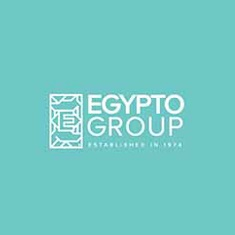 E
EGYPTO
GROUP
ESTABLISHED IN 1974